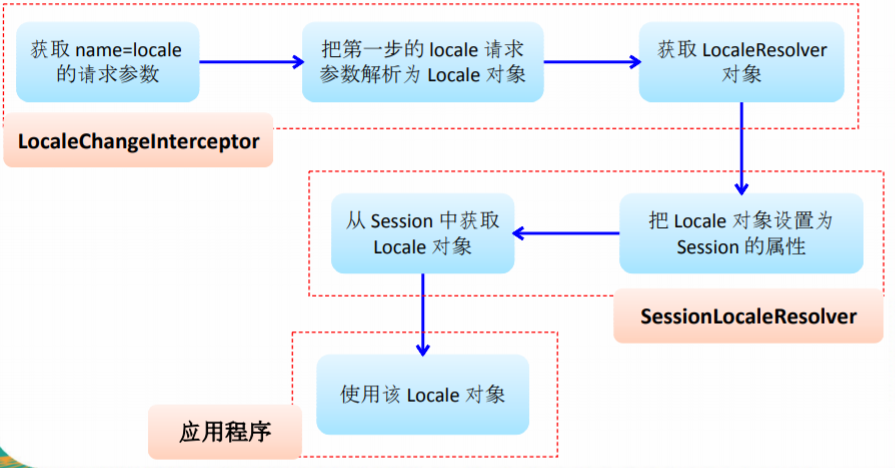 获取 name=locale
的请求参数
把第一步的 locale 请求
参数解析为 Locale 对象
获取 LocaleResolver
对象
LocaleChangeInterceptor
从 Session 中获取
Locale 对象
把 Locale 对象设置为
Session 的属性
SessionLocaleResolver
使用该 Locale 对象
应用程序